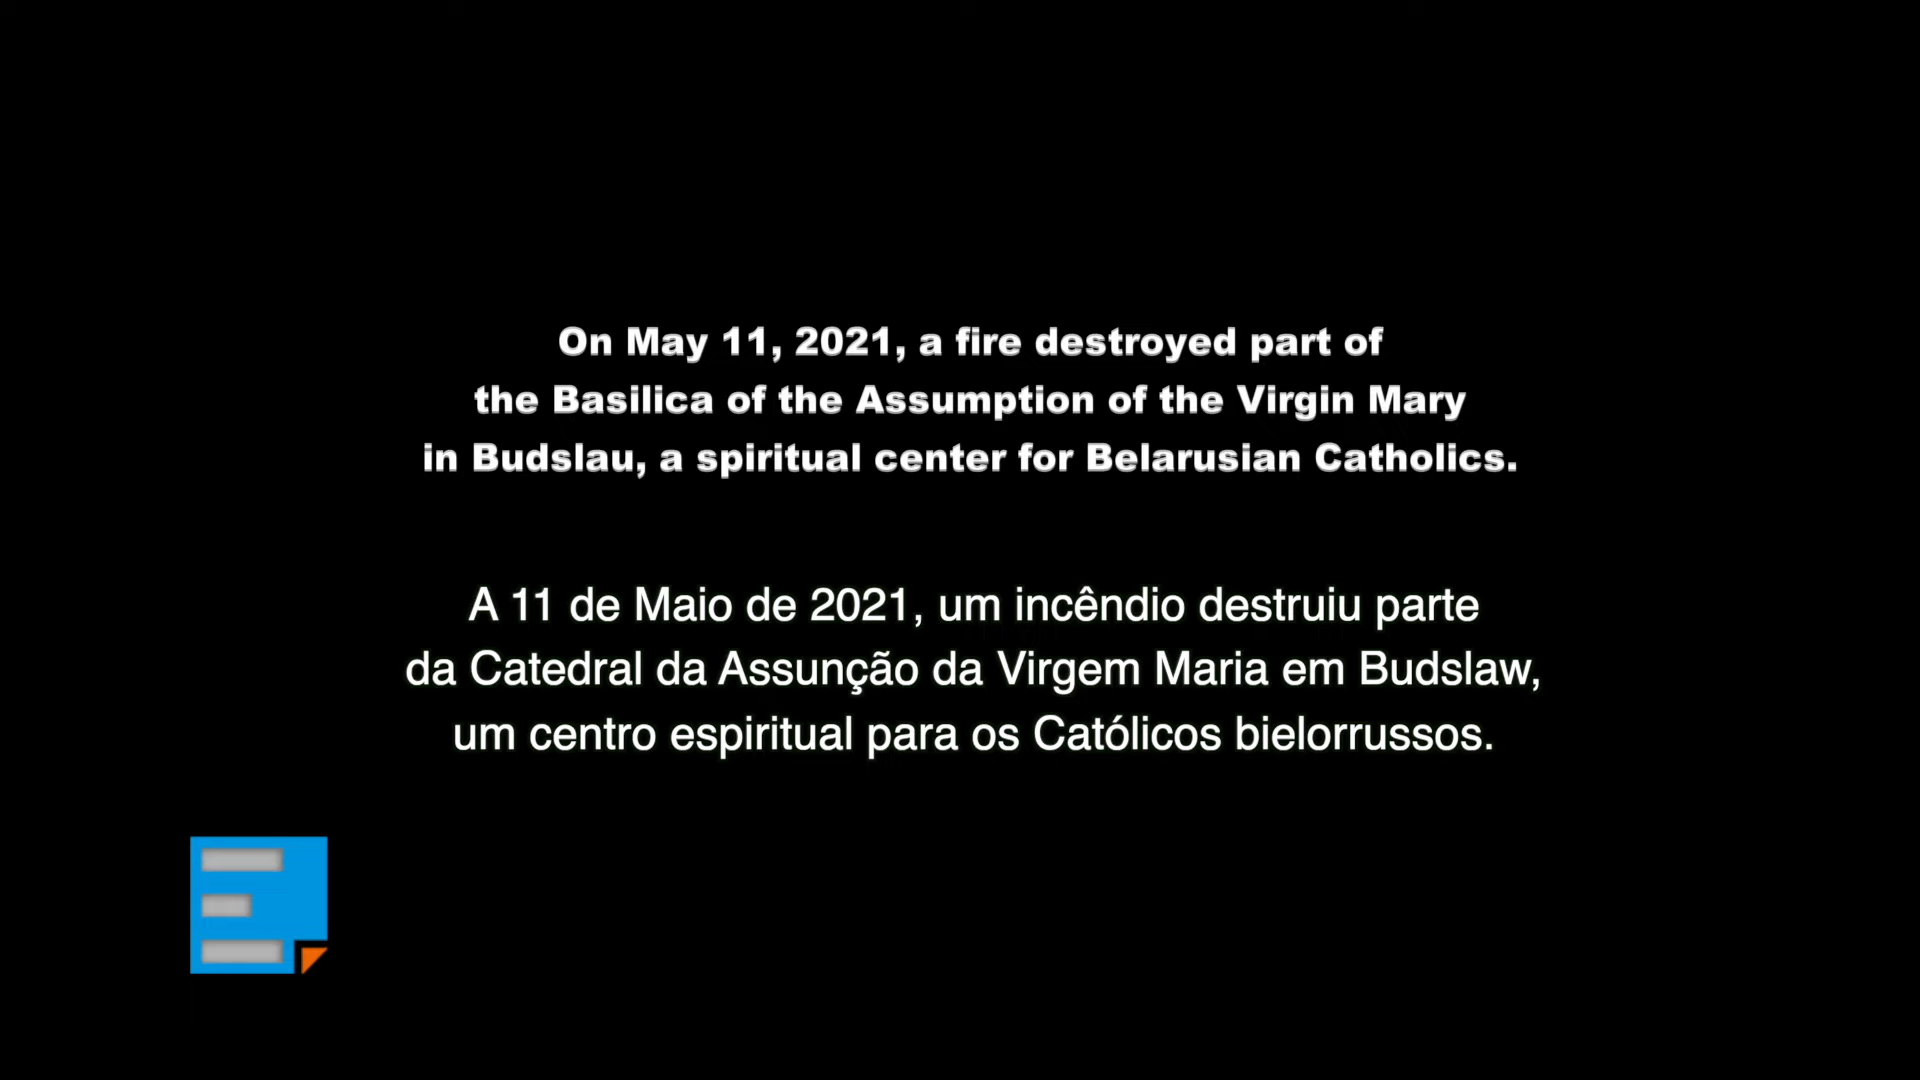 On May 11, 2021, a fire destroyed part of
the Basilica of the Assumption of the Virgin Mary
in Budslau, a spiritual center for Belarusian Catholics.
A 11 de Maio de 2021, um incêndio destruiu parte
da Catedral da Assunção da Virgem Maria em Budslaw,
um centro espiritual para os Católicos bielorrussos.